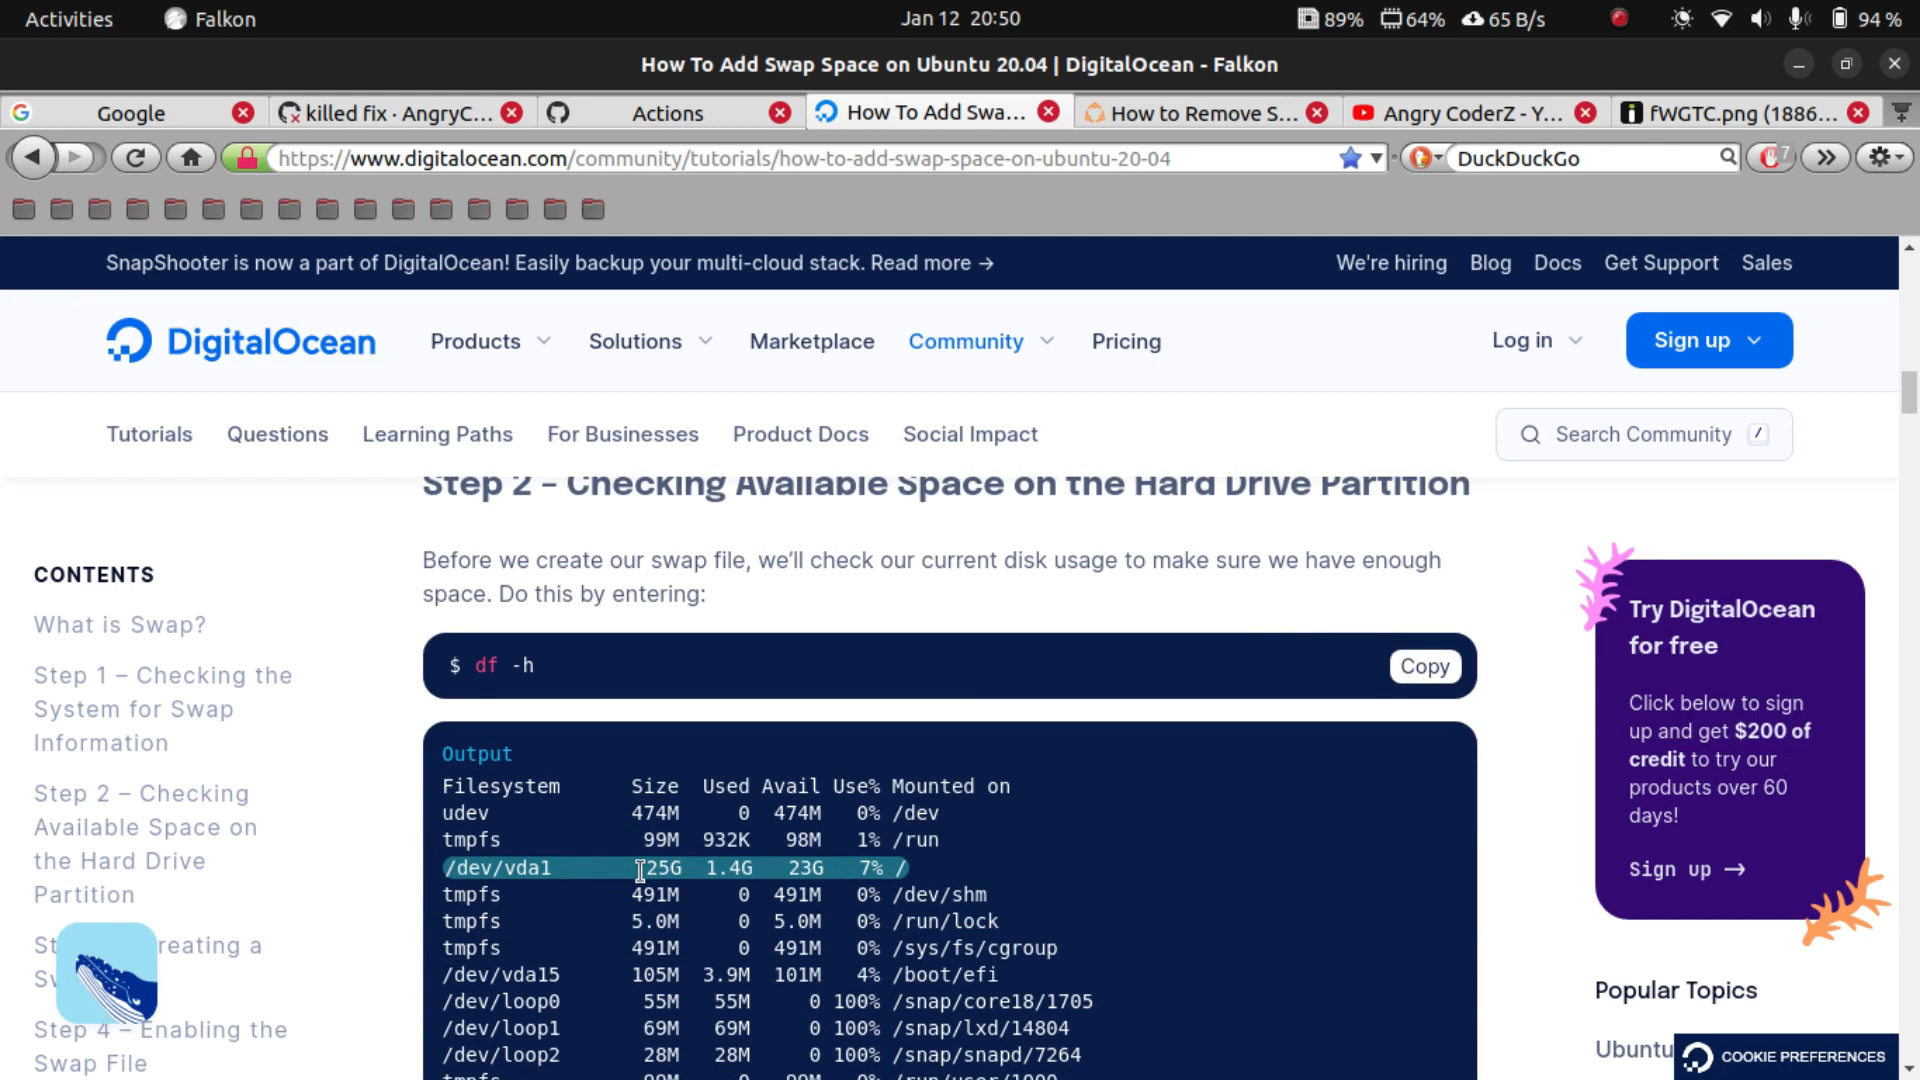 Activities Falkon Jan 12 20:50 89% 64% 65 B/s 94 %
How To Add Swap Space on Ubuntu 20.04 | DigitalOcean - Falkon
Google killed fix · AngryC... Actions How To Add Swa... How to Remove S... Angry CoderZ - Y... fWGTC.png (1886...
https://www.digitalocean.com/community/tutorials/how-to-add-swap-space-on-ubuntu-20-04 DuckDuckGo 7
SnapShooter is now a part of DigitalOcean! Easily backup your multi-cloud stack. Read more → We're hiring Blog Docs Get Support Sales
DigitalOcean Products Solutions Marketplace Community Pricing Log in Sign up
Tutorials Questions Learning Paths For Businesses Product Docs Social Impact Search Community /
CONTENTS
What is Swap?
Step 1 – Checking the
System for Swap
Information
Step 2 – Checking
Available Space on
the Hard Drive
Partition
reating a
Step 4 – Enabling the
Swap File
Step 2 – Checking Available Space on the Hard Drive Partition
Before we create our swap file, we’ll check our current disk usage to make sure we have enough
space. Do this by entering:
$ df -h Copy
Output
Filesystem Size Used Avail Use% Mounted on
udev 474M 0 474M 0% /dev
tmpfs 99M 932K 98M 1% /run
/dev/vda1 25G 1.4G 23G 7% /
tmpfs 491M 0 491M 0% /dev/shm
tmpfs 5.0M 0 5.0M 0% /run/lock
tmpfs 491M 0 491M 0% /sys/fs/cgroup
/dev/vda15 105M 3.9M 101M 4% /boot/efi
/dev/loop0 55M 55M 0 100% /snap/core18/1705
/dev/loop1 69M 69M 0 100% /snap/lxd/14804
/dev/loop2 28M 28M 0 100% /snap/snapd/7264
Try DigitalOcean
for free
Click below to sign
up and get $200 of
credit to try our
products over 60
days!
Sign up →
Popular Topics
Ubuntu
COOKIE PREFERENCES